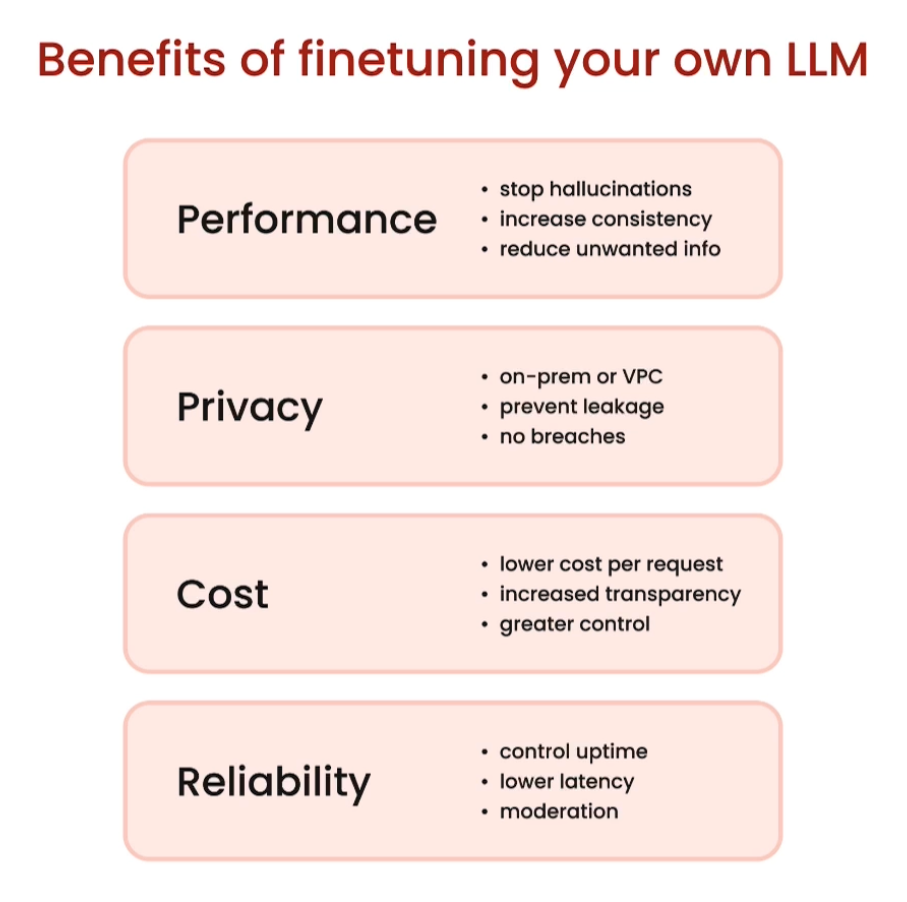 Benefits of finetuning your own LLM
Performance
• stop hallucinations
• increase consistency
• reduce unwanted info
Privacy
• on-prem or VPC
• prevent leakage
• no breaches
Cost
• lower cost per request
• increased transparency
• greater control
Reliability
• control uptime
• lower latency
• moderation